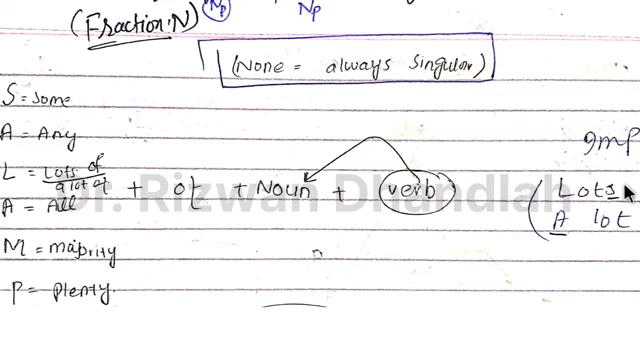 (Np) Np
(Fraction:N)
(None = always singular)
S = Some
A = Any
L = Lots of
a lot of
A = All
+ of + Noun + verb
M = majority
P = plenty.
Imp
Lots
A lot
Dr. Rizwan Dhandlah